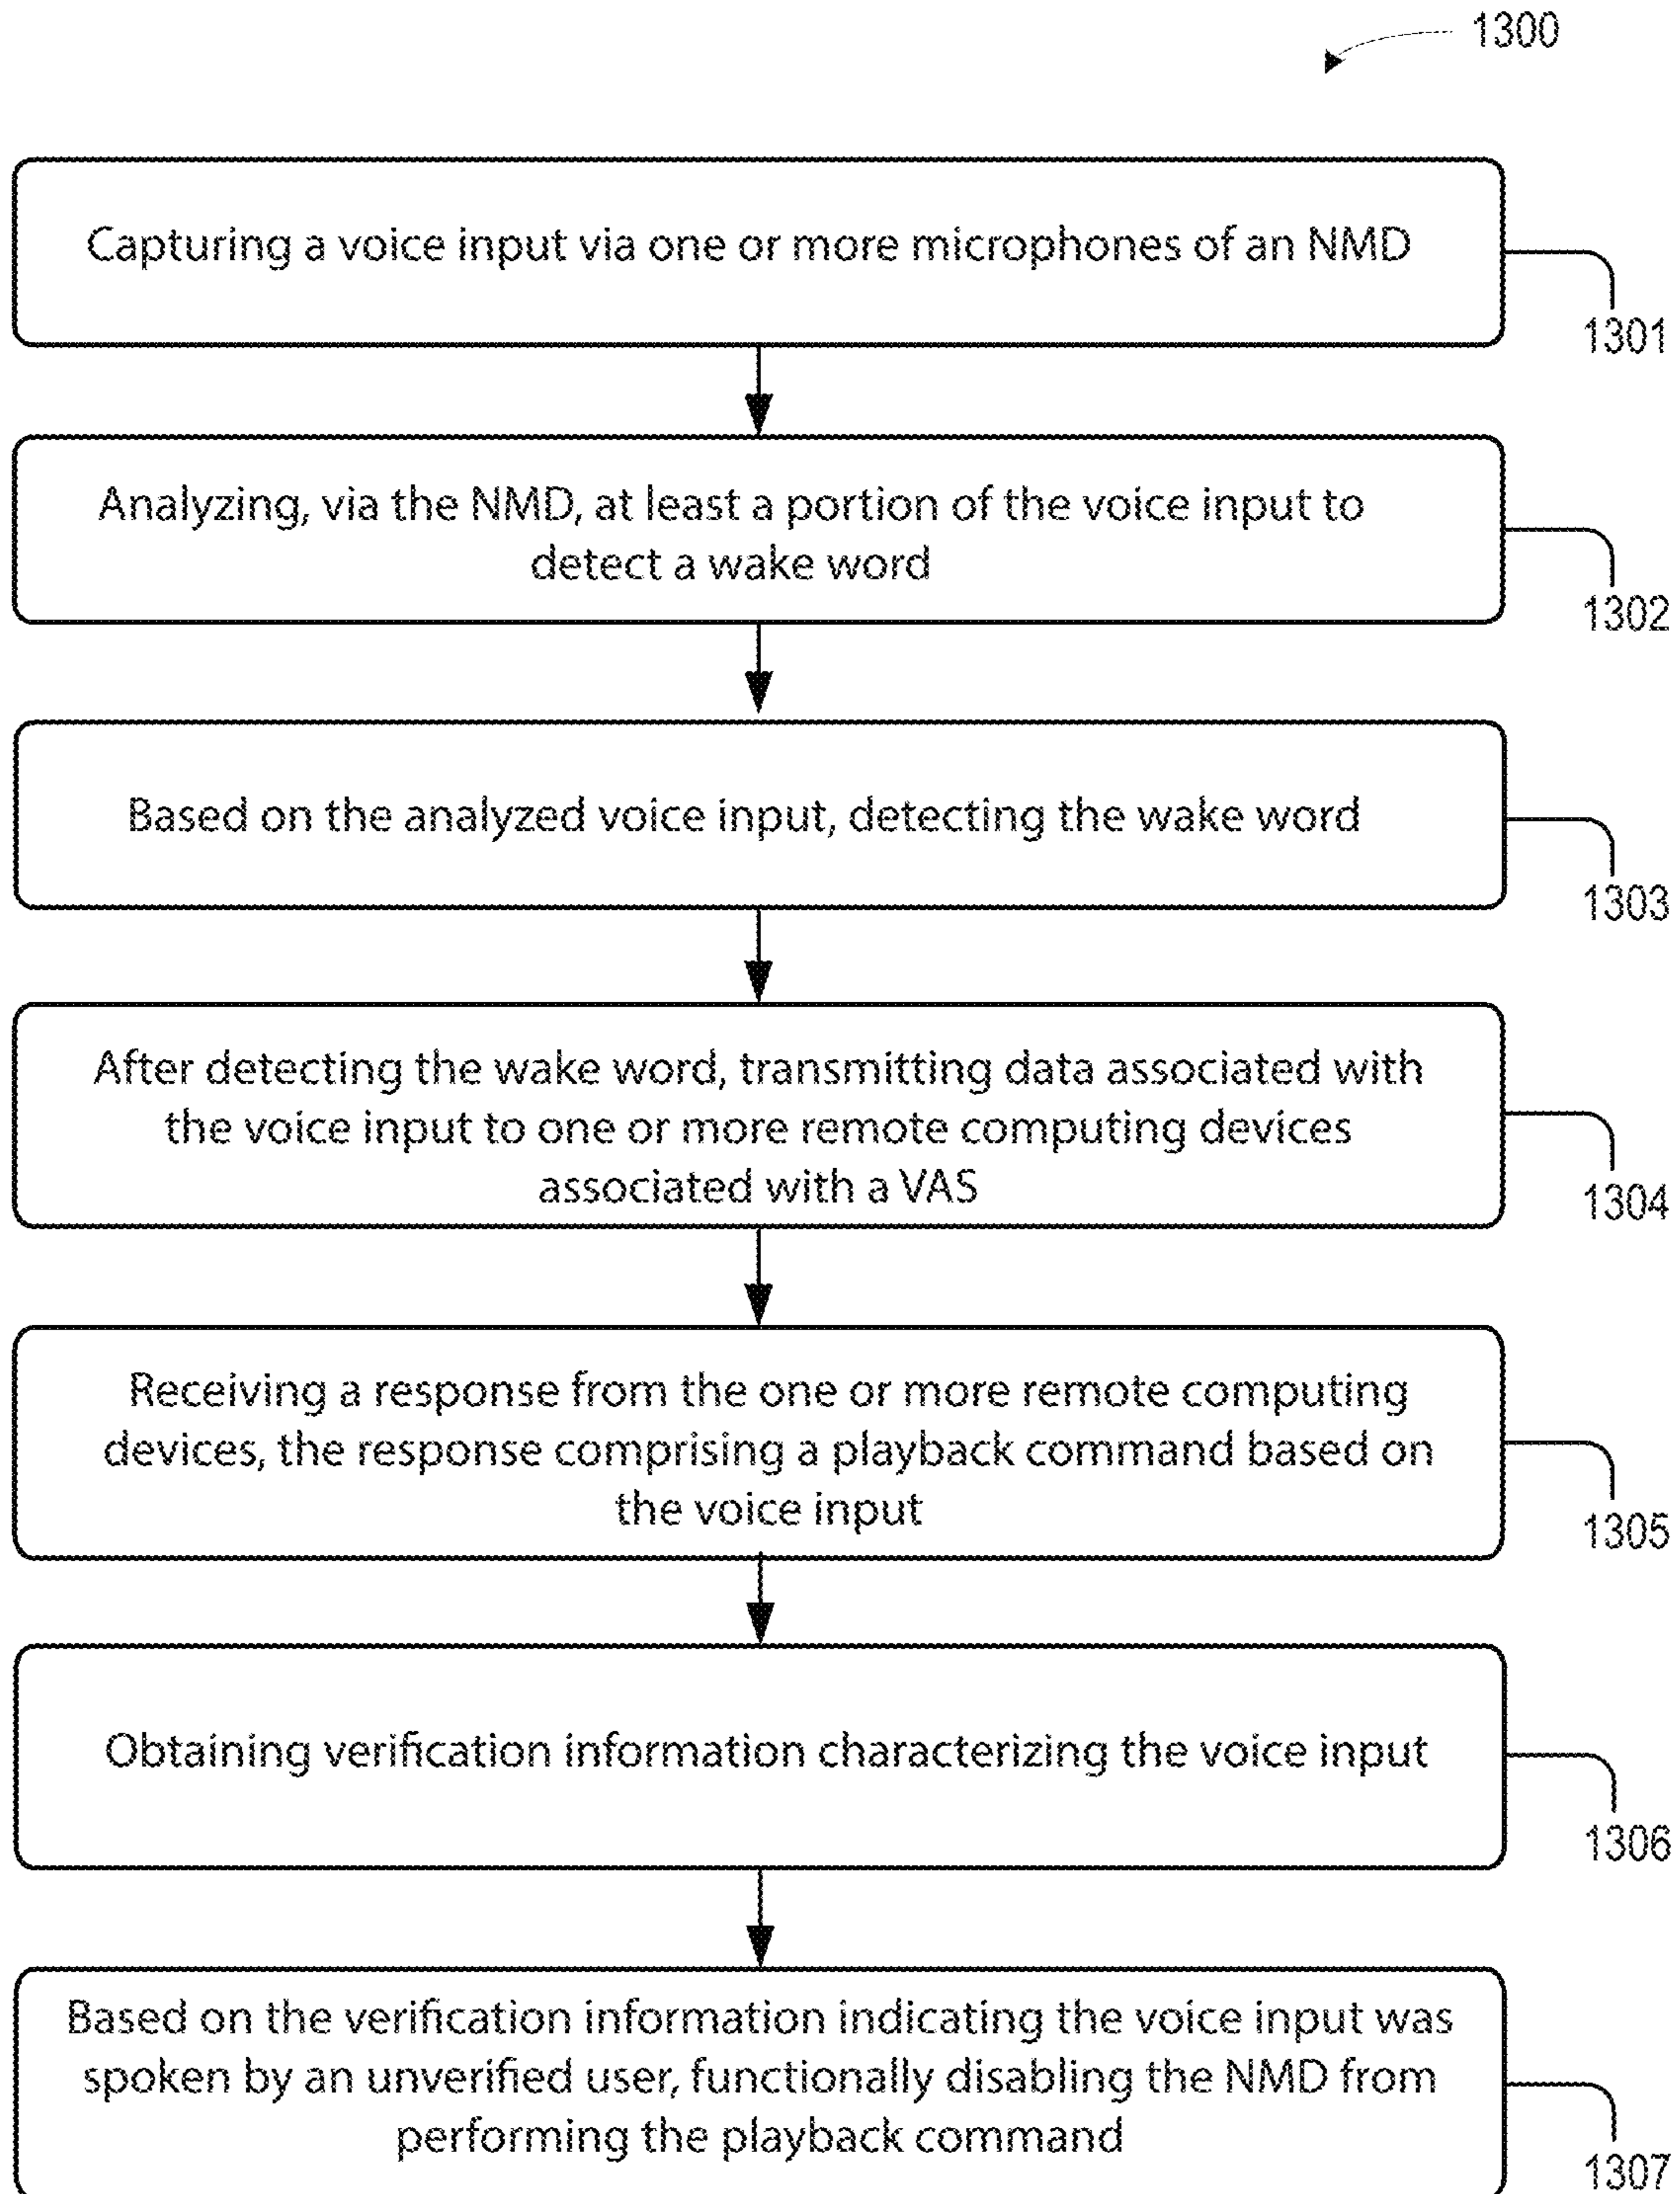 1300
Capturing a voice input via one or more microphones of an NMD
1301
Analyzing, via the NMD, at least a portion of the voice input to
detect a wake word
1302
Based on the analyzed voice input, detecting the wake word
1303
After detecting the wake word, transmitting data associated with
the voice input to one or more remote computing devices
associated with a VAS
1304
Receiving a response from the one or more remote computing
devices, the response comprising a playback command based on
the voice input
1305
Obtaining verification information characterizing the voice input
1306
Based on the verification information indicating the voice input was
spoken by an unverified user, functionally disabling the NMD from
performing the playback command
1307